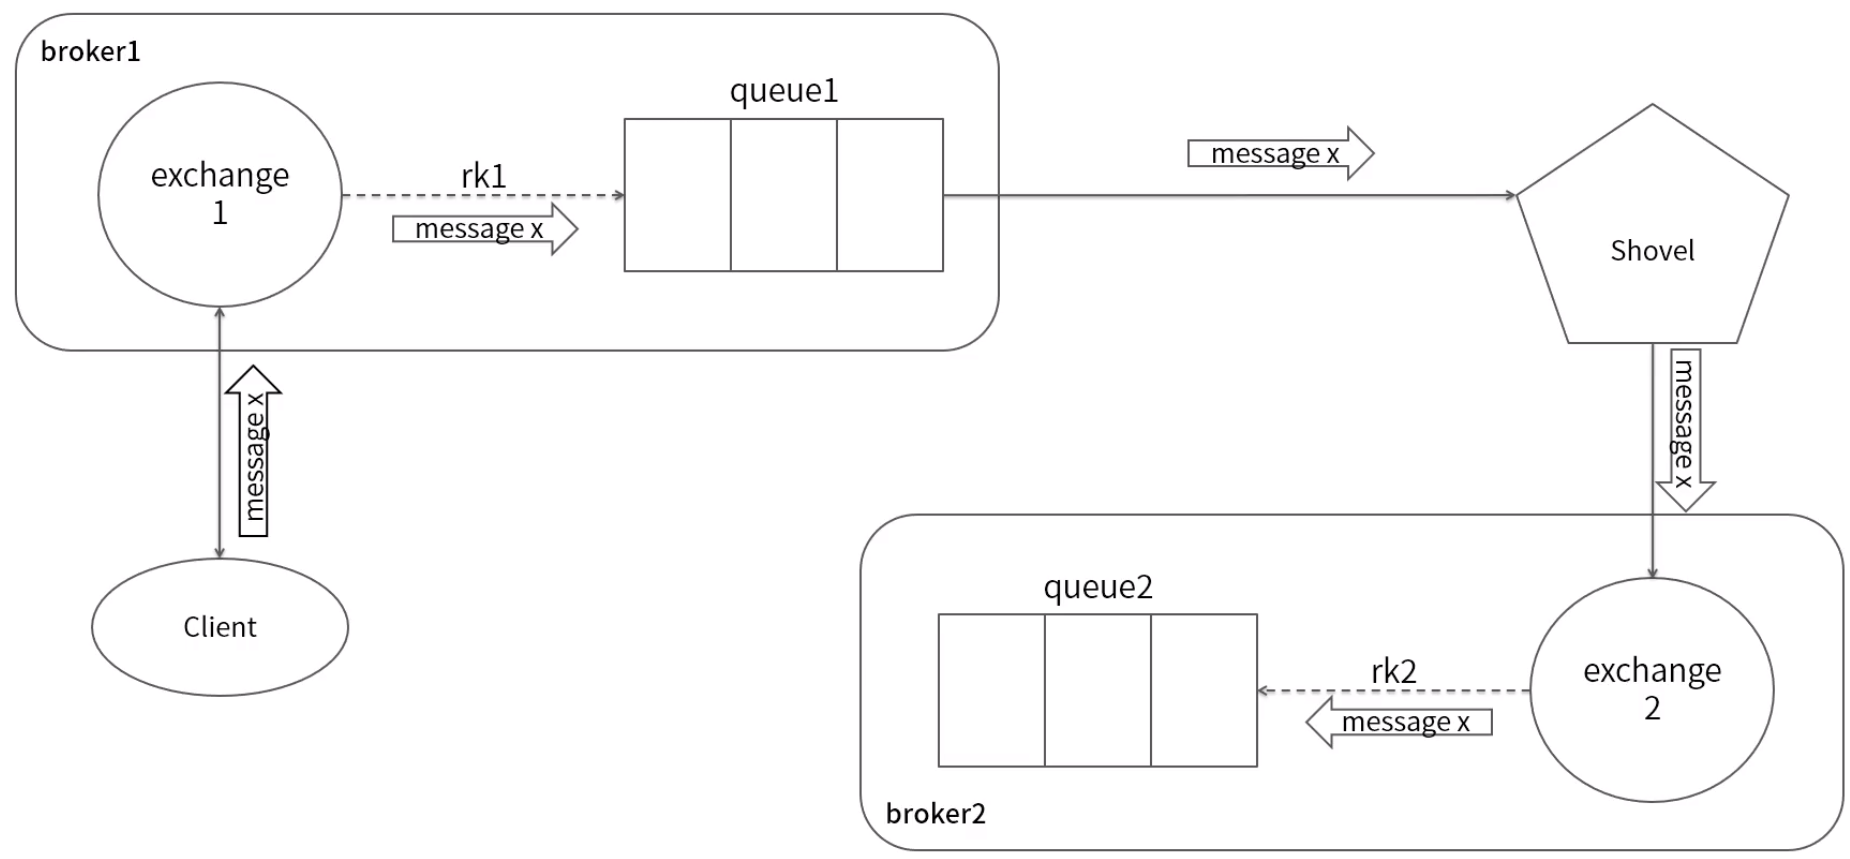 broker1
queue1
exchange
1
rk1
message x
message x
Shovel
message x
message x
Client
queue2
exchange
2
rk2
message x
broker2